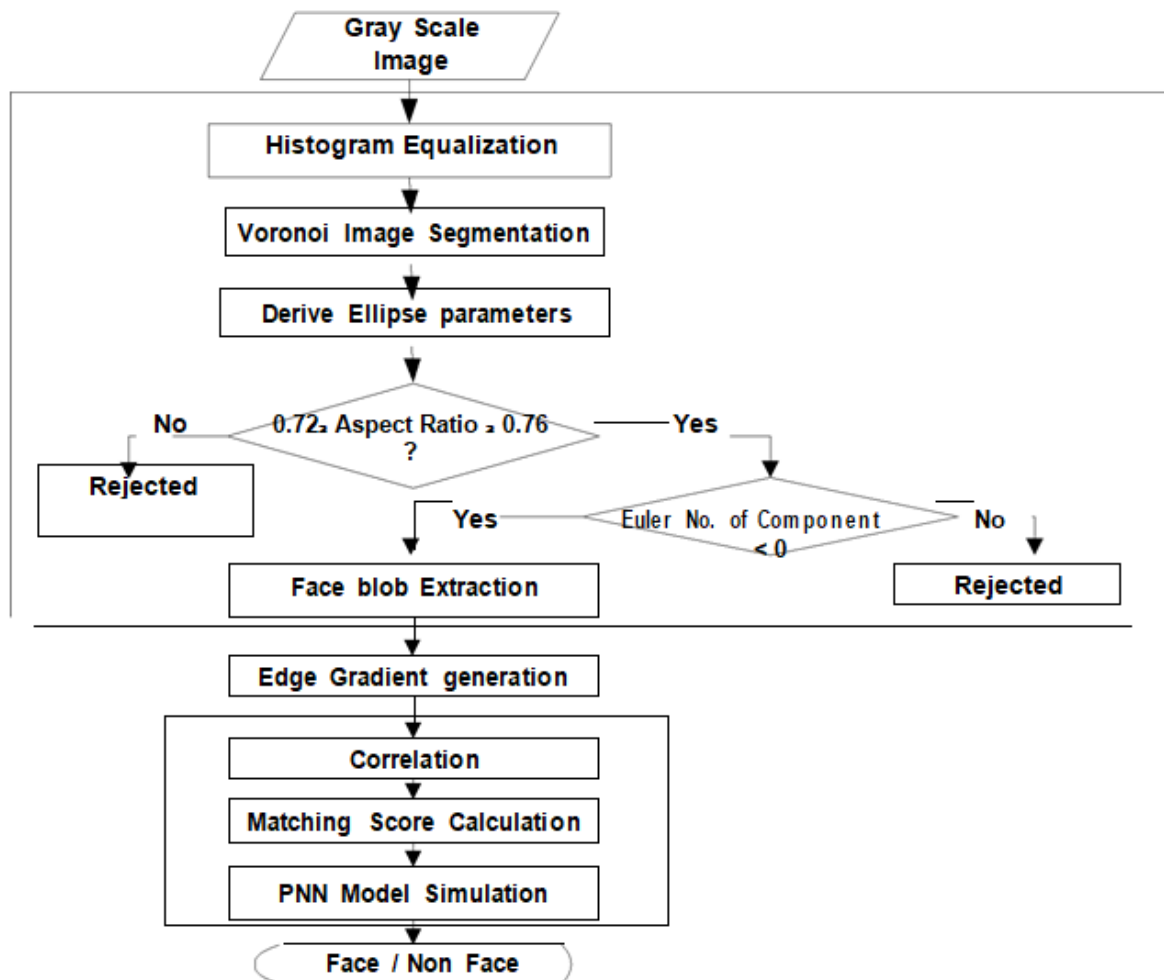 Gray Scale
Image
Histogram Equalization
Voronoi Image Segmentation
Derive Ellipse parameters
No
0.72₂ Aspect Ratio ₂ 0.76
?
Yes
Rejected
Yes
Euler No. of Component
< 0
No
Face blob Extraction
Rejected
Edge Gradient generation
Correlation
Matching Score Calculation
PNN Model Simulation
Face / Non Face